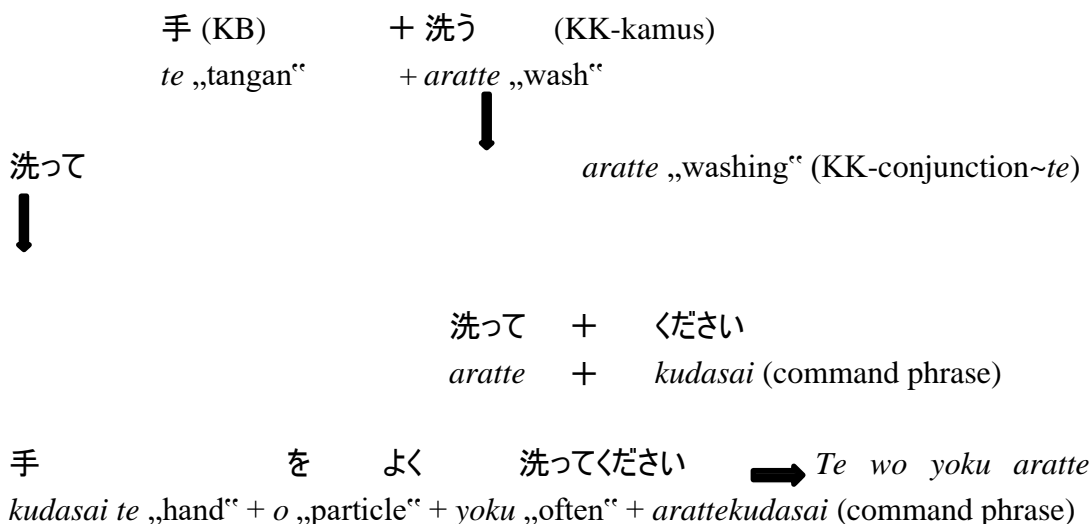 手 (KB) ＋ 洗う (KK-kamus)
te „tangan‟ + aratte „wash‟
洗って aratte „washing‟ (KK-conjunction~te)
洗って ＋ ください
aratte ＋ kudasai (command phrase)
手 を よく 洗ってください Te wo yoku aratte
kudasai te „hand‟ + o „particle‟ + yoku „often‟ + arattekudasai (command phrase)